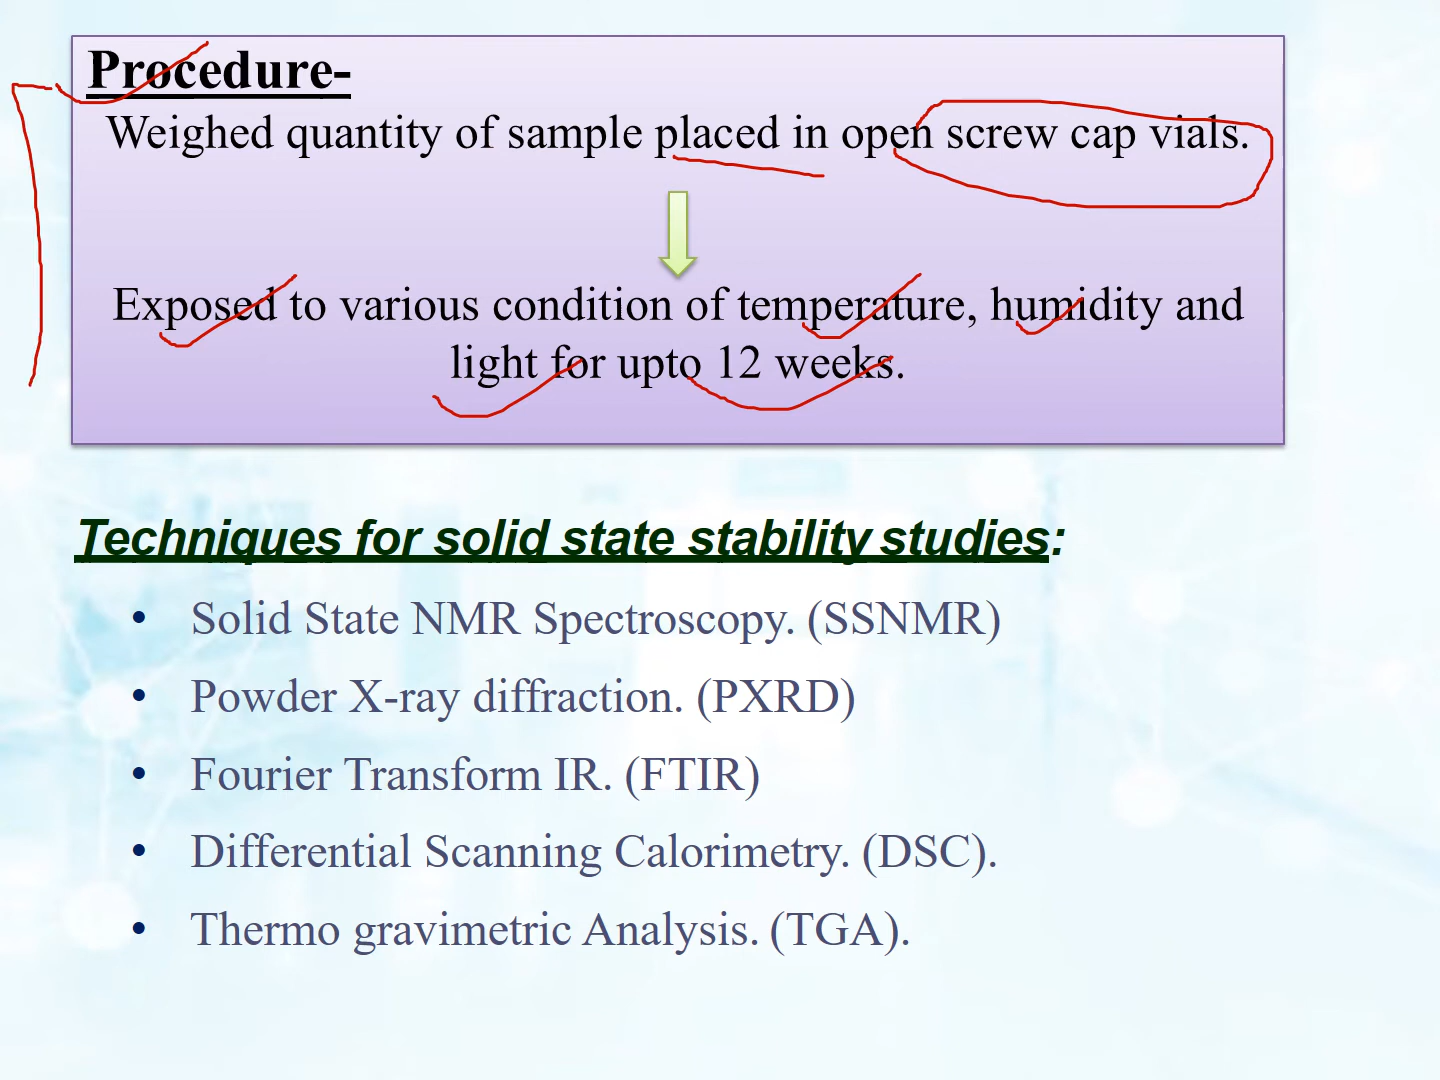 Procedure-
Weighed quantity of sample placed in open screw cap vials.
Exposed to various condition of temperature, humidity and
light for upto 12 weeks.
Techniques for solid state stability studies:
• Solid State NMR Spectroscopy. (SSNMR)
• Powder X-ray diffraction. (PXRD)
• Fourier Transform IR. (FTIR)
• Differential Scanning Calorimetry. (DSC).
• Thermo gravimetric Analysis. (TGA).